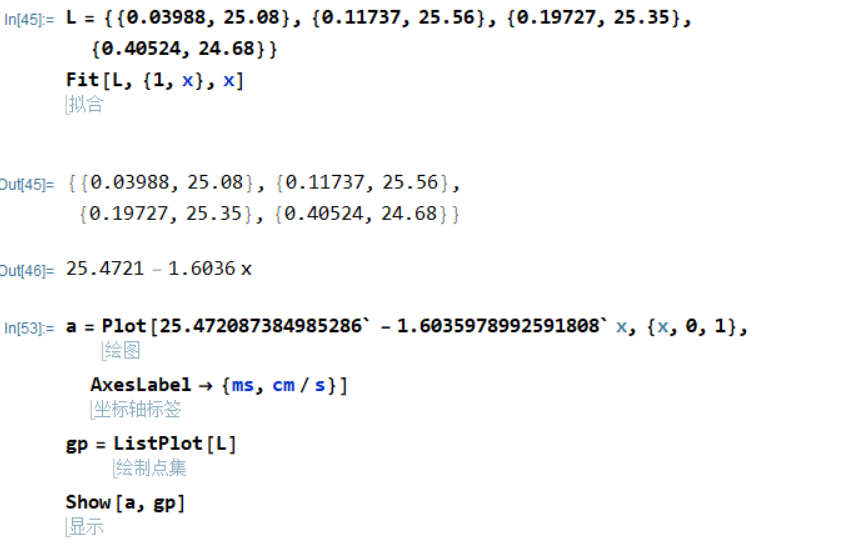 In[45]:= L = {{0.03988, 25.08}, {0.11737, 25.56}, {0.19727, 25.35},
{0.40524, 24.68}}
Fit[L, {1, x}, x]
拟合
Out[45]= {{0.03988, 25.08}, {0.11737, 25.56},
{0.19727, 25.35}, {0.40524, 24.68}}
Out[46]= 25.4721 - 1.6036 x
In[53]:= a = Plot[25.472087384985286` - 1.6035978992591808` x, {x, 0, 1},
绘图
AxesLabel → {ms, cm / s}]
坐标轴标签
gp = ListPlot[L]
绘制点集
Show[a, gp]
显示